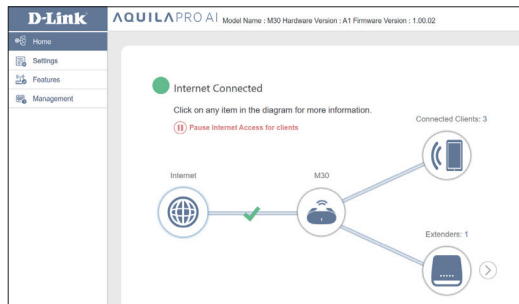 D-Link
AQUILA PRO AI Model Name : M30 Hardware Version : A1 Firmware Version : 1.00.02
Home
Settings
Features
Management
Internet Connected
Click on any item in the diagram for more information.
Pause Internet Access for clients
Connected Clients: 3
Internet
M30
Extenders: 1